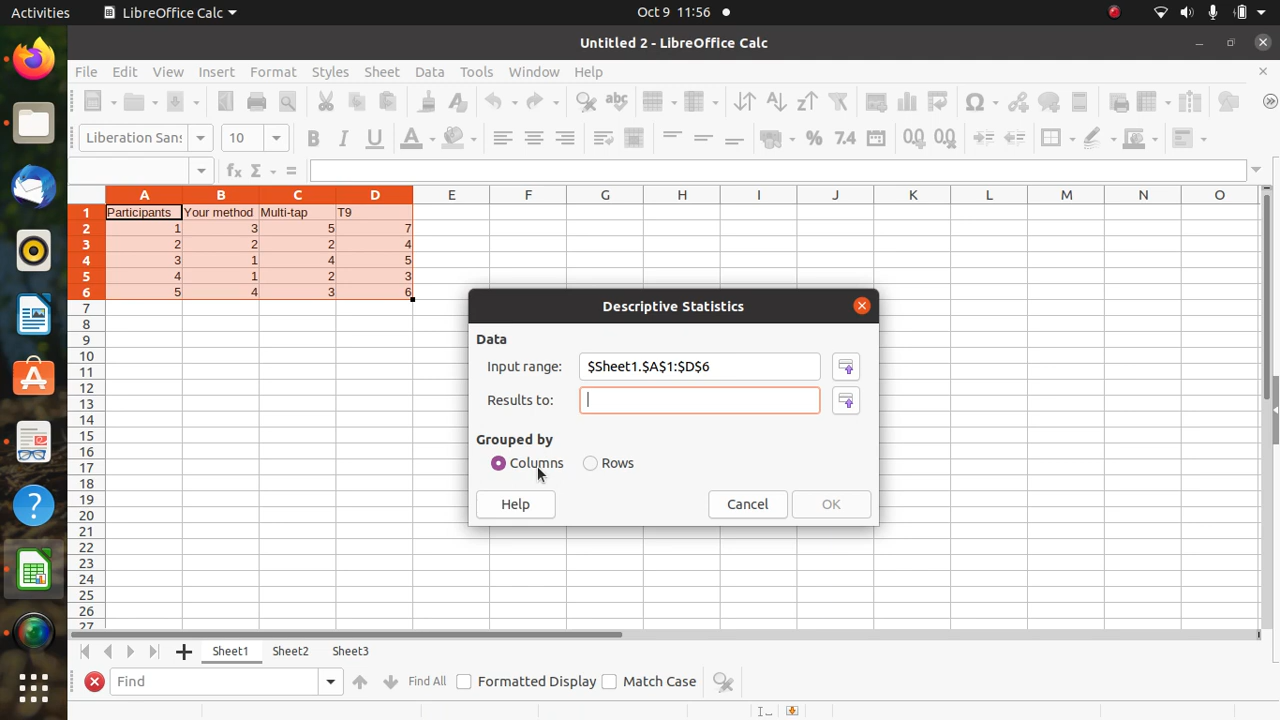 Activities LibreOffice Calc Oct 9 11:56
Untitled 2 - LibreOffice Calc
File Edit View Insert Format Styles Sheet Data Tools Window Help
Liberation Sans 10
A B C D E F G H I J K L M N O
1 Participants Your method Multi-tap T9
2 1 3 5 7
3 2 2 2 4
4 3 1 4 5
5 4 1 2 3
6 5 4 3 6
7
8
9
10
11
12
13
14
15
16
17
18
19
20
21
22
23
24
25
26
27
Descriptive Statistics
Data
Input range: $Sheet1.$A$1:$D$6
Results to:
Grouped by
Columns Rows
Help Cancel OK
Sheet1 Sheet2 Sheet3
Find Find All Formatted Display Match Case